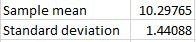 Sample mean 10.29765
Standard deviation 1.44088